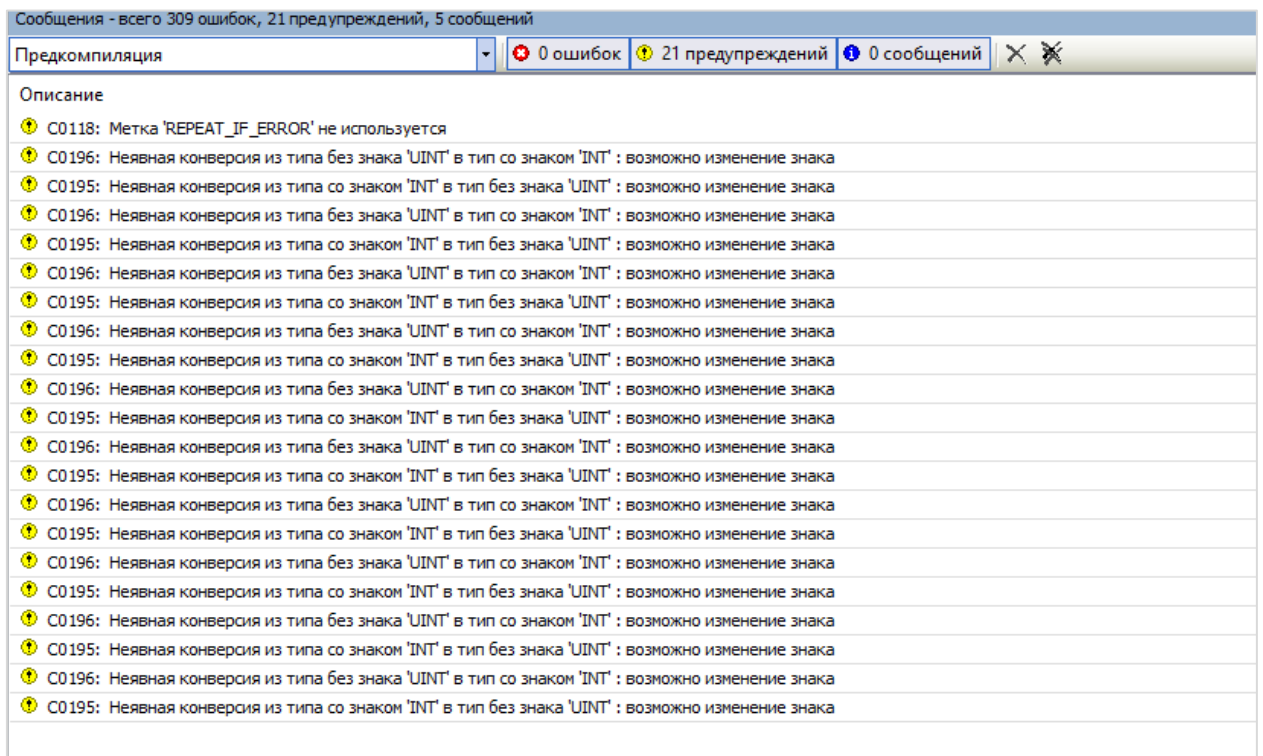 Сообщения - всего 309 ошибок, 21 предупреждений, 5 сообщений
Предкомпиляция 0 ошибок 21 предупреждений 0 сообщений
Описание
C0118: Метка 'REPEAT_IF_ERROR' не используется
C0196: Неявная конверсия из типа без знака 'UINT' в тип со знаком 'INT' : возможно изменение знака
C0195: Неявная конверсия из типа со знаком 'INT' в тип без знака 'UINT' : возможно изменение знака
C0196: Неявная конверсия из типа без знака 'UINT' в тип со знаком 'INT' : возможно изменение знака
C0195: Неявная конверсия из типа со знаком 'INT' в тип без знака 'UINT' : возможно изменение знака
C0196: Неявная конверсия из типа без знака 'UINT' в тип со знаком 'INT' : возможно изменение знака
C0195: Неявная конверсия из типа со знаком 'INT' в тип без знака 'UINT' : возможно изменение знака
C0196: Неявная конверсия из типа без знака 'UINT' в тип со знаком 'INT' : возможно изменение знака
C0195: Неявная конверсия из типа со знаком 'INT' в тип без знака 'UINT' : возможно изменение знака
C0196: Неявная конверсия из типа без знака 'UINT' в тип со знаком 'INT' : возможно изменение знака
C0195: Неявная конверсия из типа со знаком 'INT' в тип без знака 'UINT' : возможно изменение знака
C0196: Неявная конверсия из типа без знака 'UINT' в тип со знаком 'INT' : возможно изменение знака
C0195: Неявная конверсия из типа со знаком 'INT' в тип без знака 'UINT' : возможно изменение знака
C0196: Неявная конверсия из типа без знака 'UINT' в тип со знаком 'INT' : возможно изменение знака
C0195: Неявная конверсия из типа со знаком 'INT' в тип без знака 'UINT' : возможно изменение знака
C0196: Неявная конверсия из типа без знака 'UINT' в тип со знаком 'INT' : возможно изменение знака
C0195: Неявная конверсия из типа со знаком 'INT' в тип без знака 'UINT' : возможно изменение знака
C0196: Неявная конверсия из типа без знака 'UINT' в тип со знаком 'INT' : возможно изменение знака
C0195: Неявная конверсия из типа со знаком 'INT' в тип без знака 'UINT' : возможно изменение знака
C0196: Неявная конверсия из типа без знака 'UINT' в тип со знаком 'INT' : возможно изменение знака
C0195: Неявная конверсия из типа со знаком 'INT' в тип без знака 'UINT' : возможно изменение знака